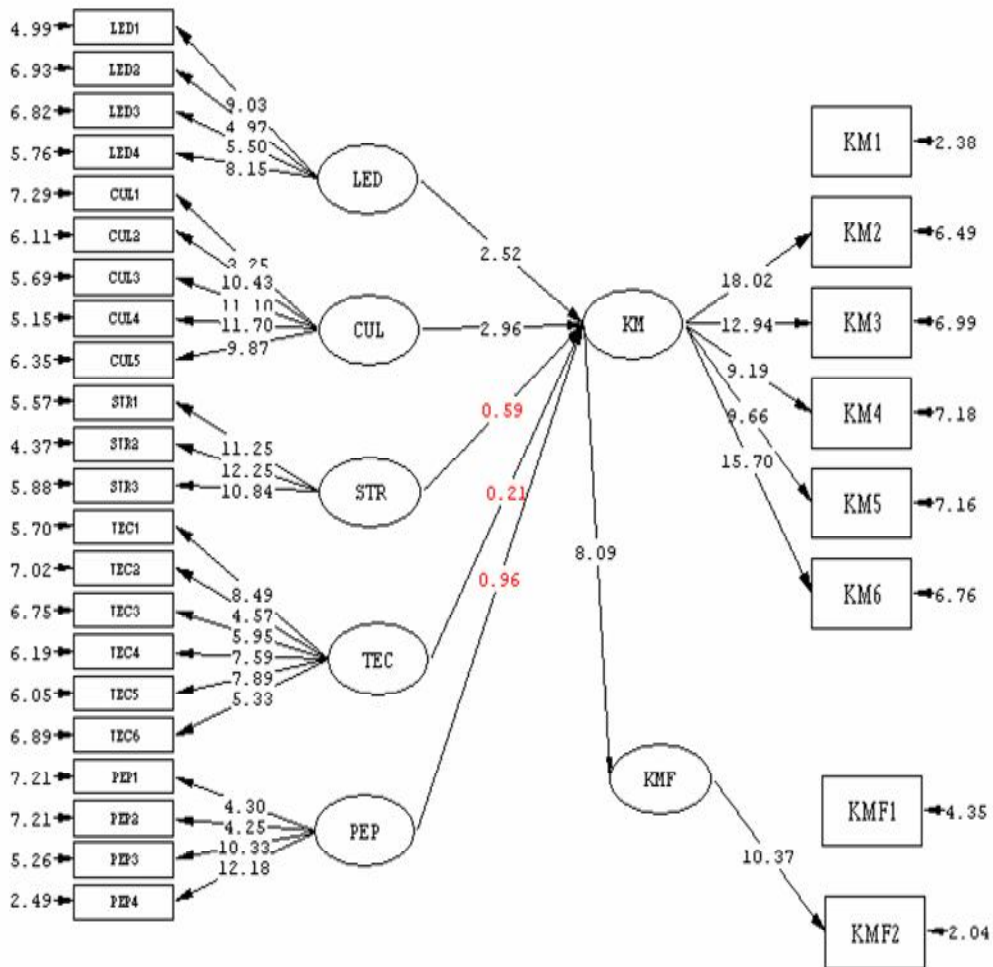 4.99 LED1
6.93 LED2
6.82 LED3
5.76 LED4
9.03
4.97
5.50
8.15
LED
7.29 CUL1
6.11 CUL2
5.69 CUL3
5.15 CUL4
6.35 CUL5
3.25
10.43
11.10
11.70
9.87
CUL
5.57 STR1
4.37 STR2
5.88 STR3
11.25
12.25
10.84
STR
5.70 TEC1
7.02 TEC2
6.75 TEC3
6.19 TEC4
6.05 TEC5
6.89 TEC6
8.49
4.57
5.95
7.59
7.89
5.33
TEC
7.21 PEP1
7.21 PEP2
5.26 PEP3
2.49 PEP4
4.30
4.25
10.33
12.18
PEP
2.52
2.96
0.59
0.21
0.96
KM
8.09
18.02
12.94
9.19
9.66
15.70
KM1 2.38
KM2 6.49
KM3 6.99
KM4 7.18
KM5 7.16
KM6 6.76
KMF
10.37
KMF1 4.35
KMF2 2.04